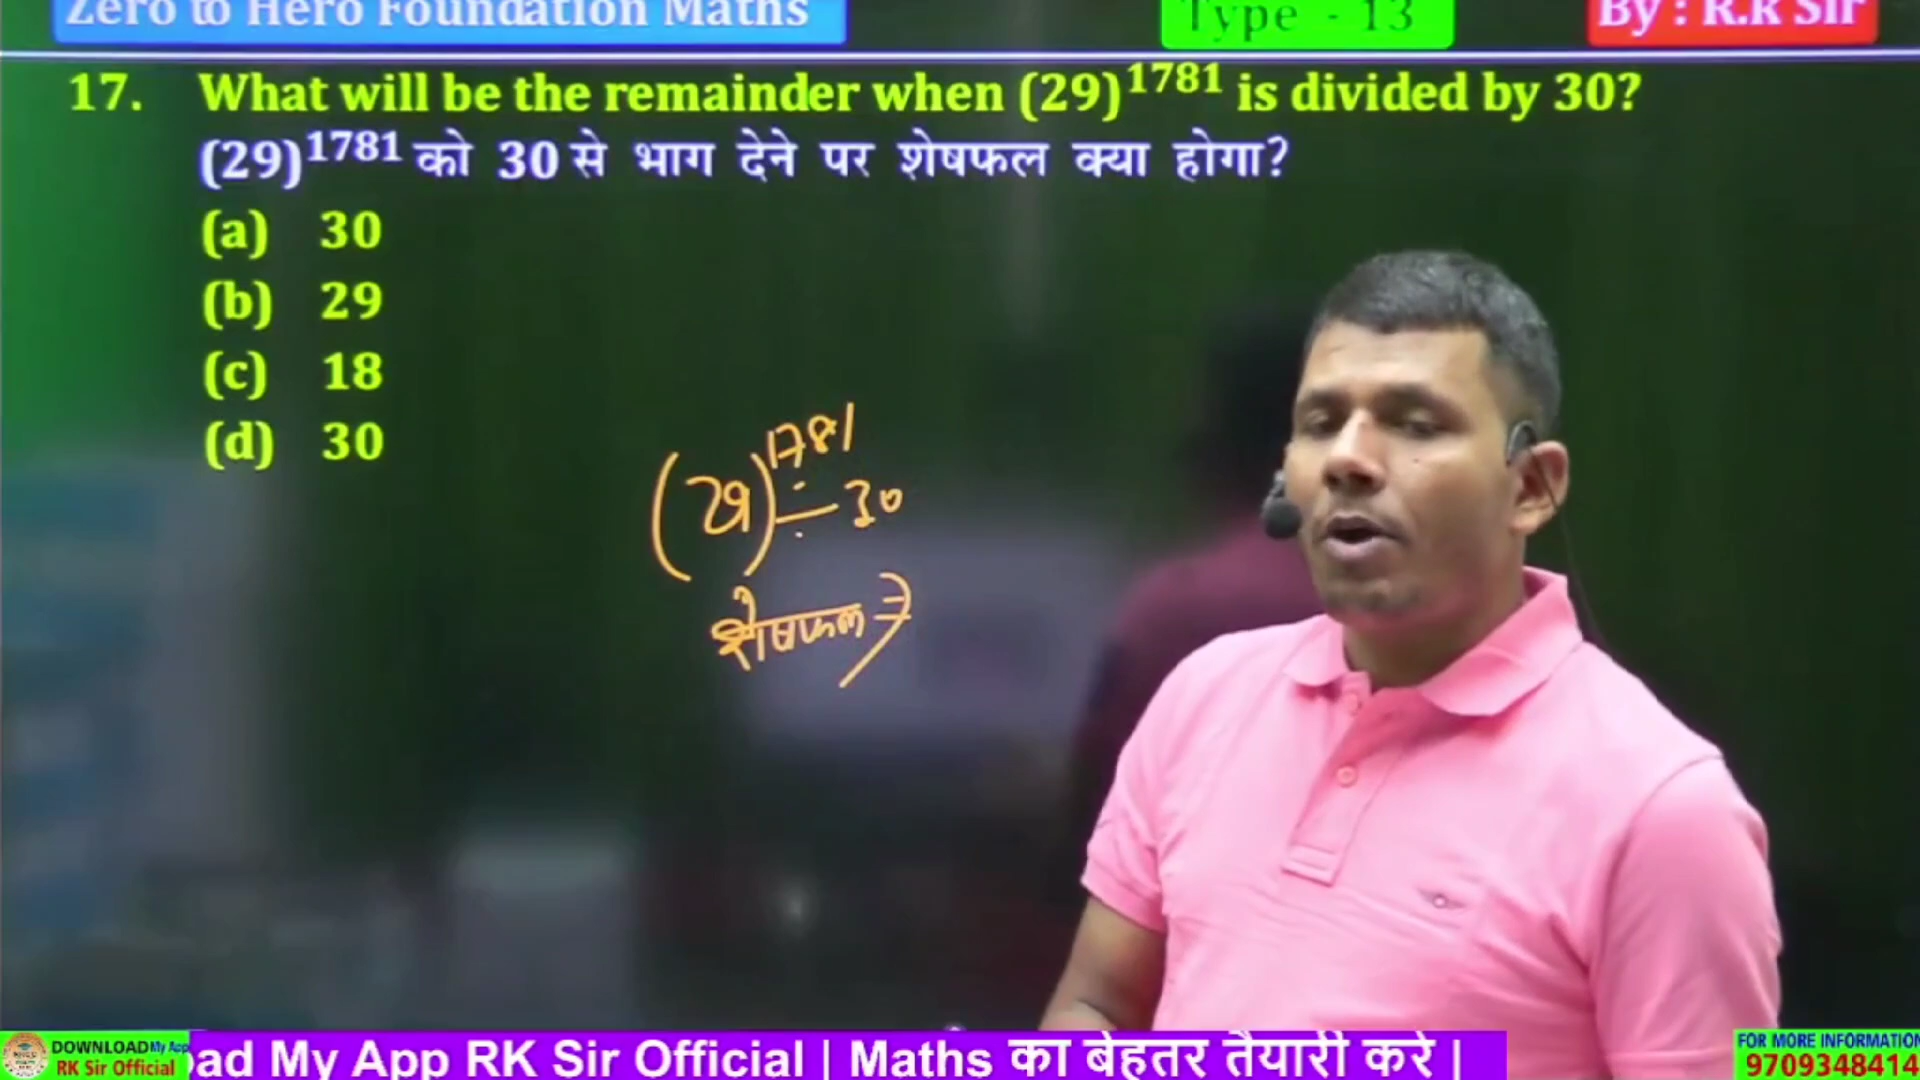 Zero to Hero Foundation Maths
Type - 13
By : R.K Sir
17. What will be the remainder when (29)^1781 is divided by 30?
(29)^1781 को 30 से भाग देने पर शेषफल क्या होगा?
(a) 30
(b) 29
(c) 18
(d) 30
(29)^1781 ÷ 30
शेषफल ⇒
DOWNLOAD My App
RK Sir Official
ad My App RK Sir Official | Maths का बेहतर तैयारी करे |
FOR MORE INFORMATION
9709348414